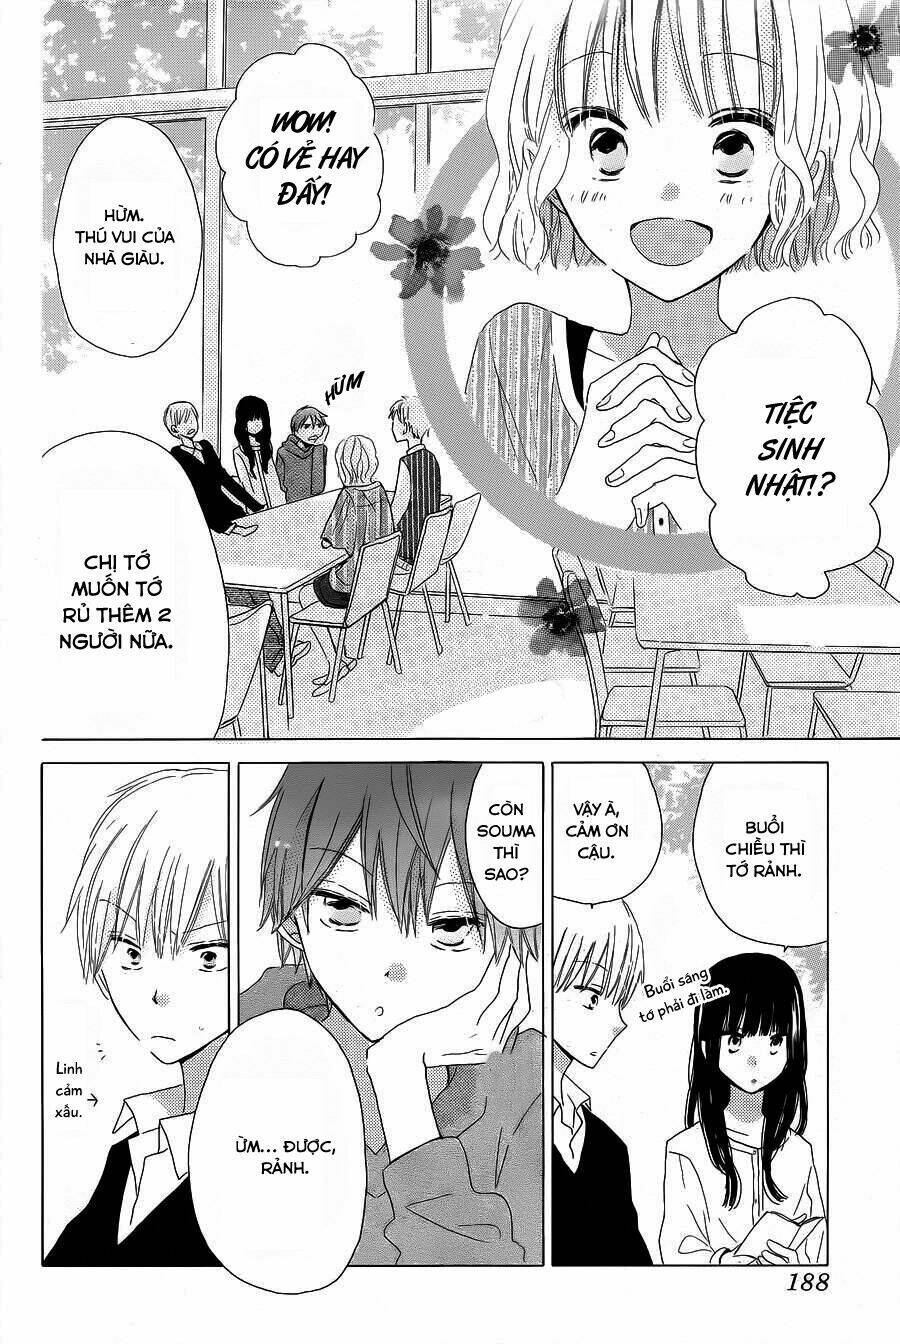 TIỆC
SINH
NHẬT!?
WOW!
CÓ VẺ HAY
ĐẤY!
HỪM.
THÚ VUI CỦA
NHÀ GIÀU.
HỪM
CHỊ TỚ
MUỐN TỚ
RỦ THÊM 2
NGƯỜI NỮA.
BUỔI
CHIỀU THÌ
TỚ RẢNH.
Buổi sáng
tớ phải đi làm.
VẬY À,
CẢM ƠN
CẬU.
CÒN
SOUMA
THÌ
SAO?
ỪM... ĐƯỢC,
RẢNH.
Linh
cảm
xấu.
188